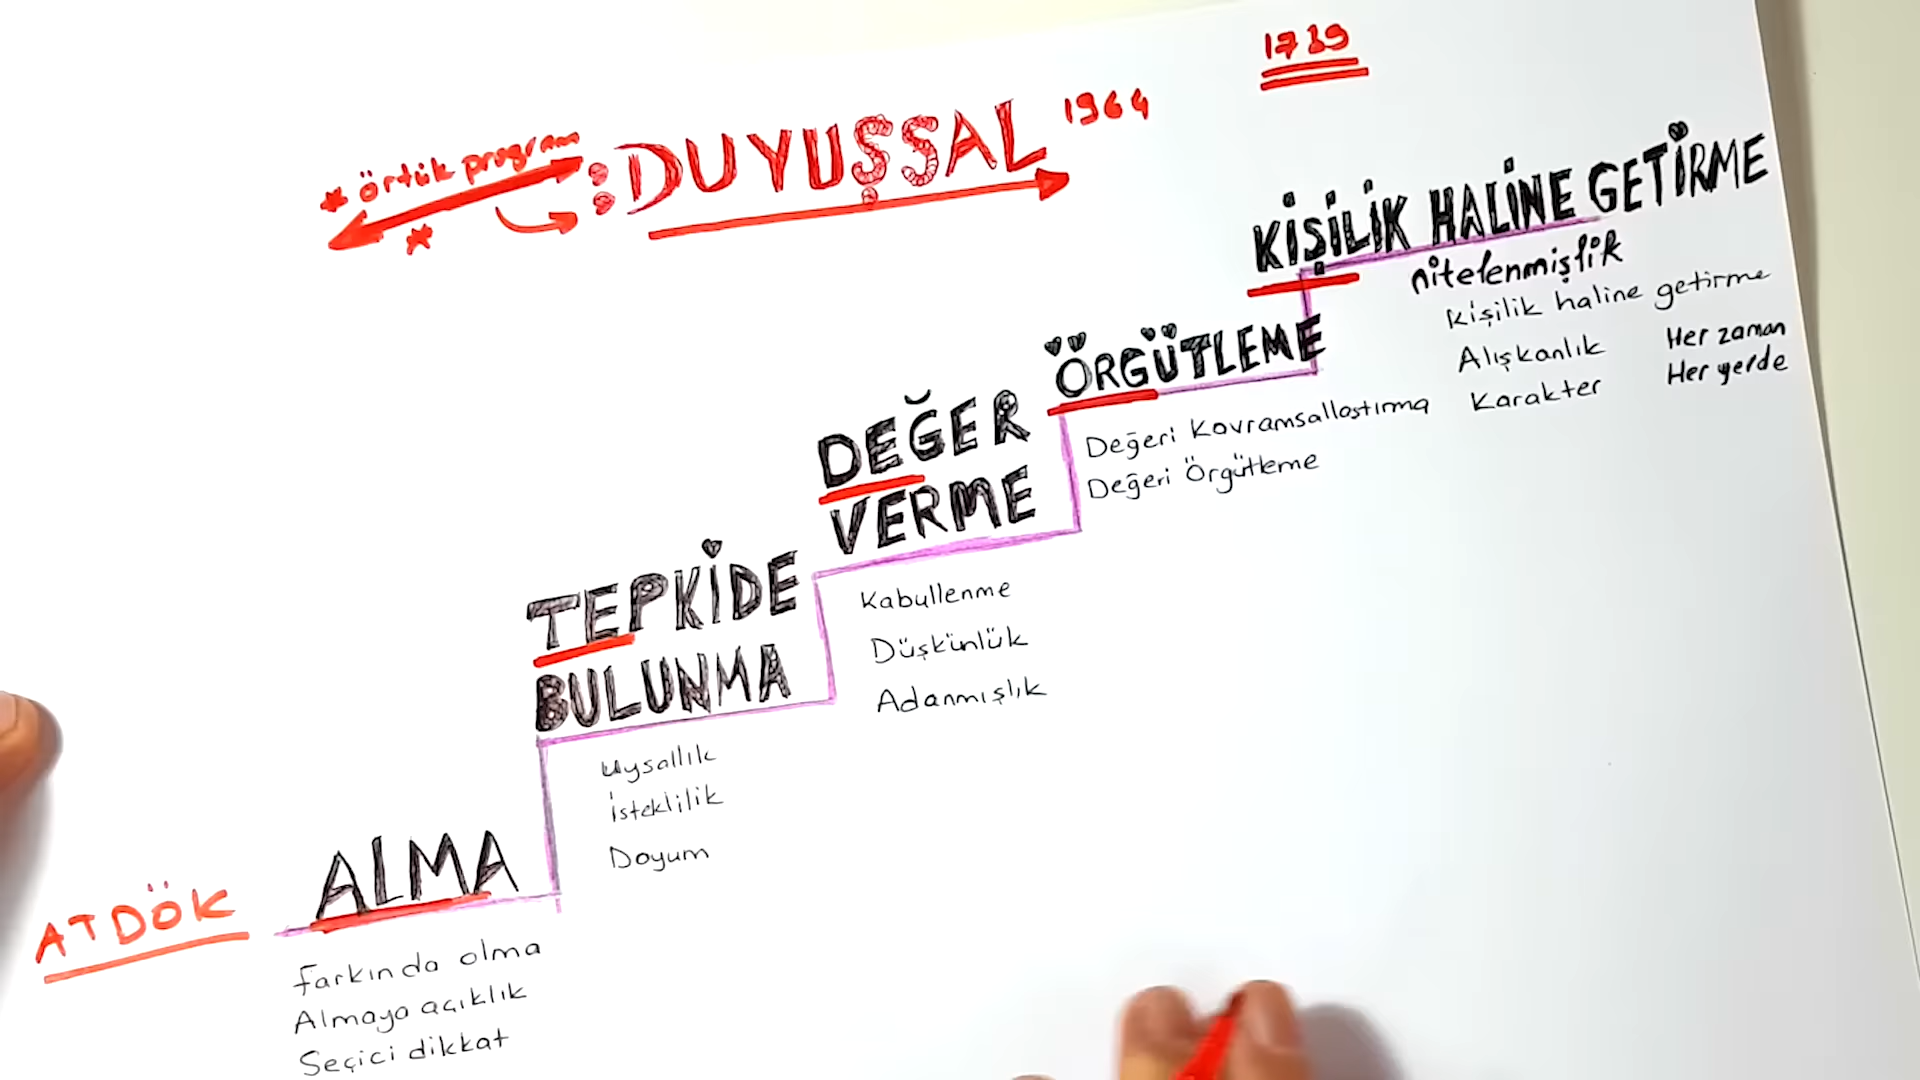 1739
* örtük program
: DUYUŞSAL 1964
*
KİŞİLİK HALİNE GETİRME
nitelenmişlik
Kişilik haline getirme
Alışkanlık
Karakter
Her zaman
Her yerde
ÖRGÜTLEME
Değeri Kavramsallaştırma
Değeri Örgütleme
DEĞER
VERME
Kabullenme
Düşkünlük
Adanmışlık
TEPKİDE
BULUNMA
Uysallık
İsteklilik
Doyum
ALMA
farkında olma
Almaya açıklık
Seçici dikkat
ATDÖK